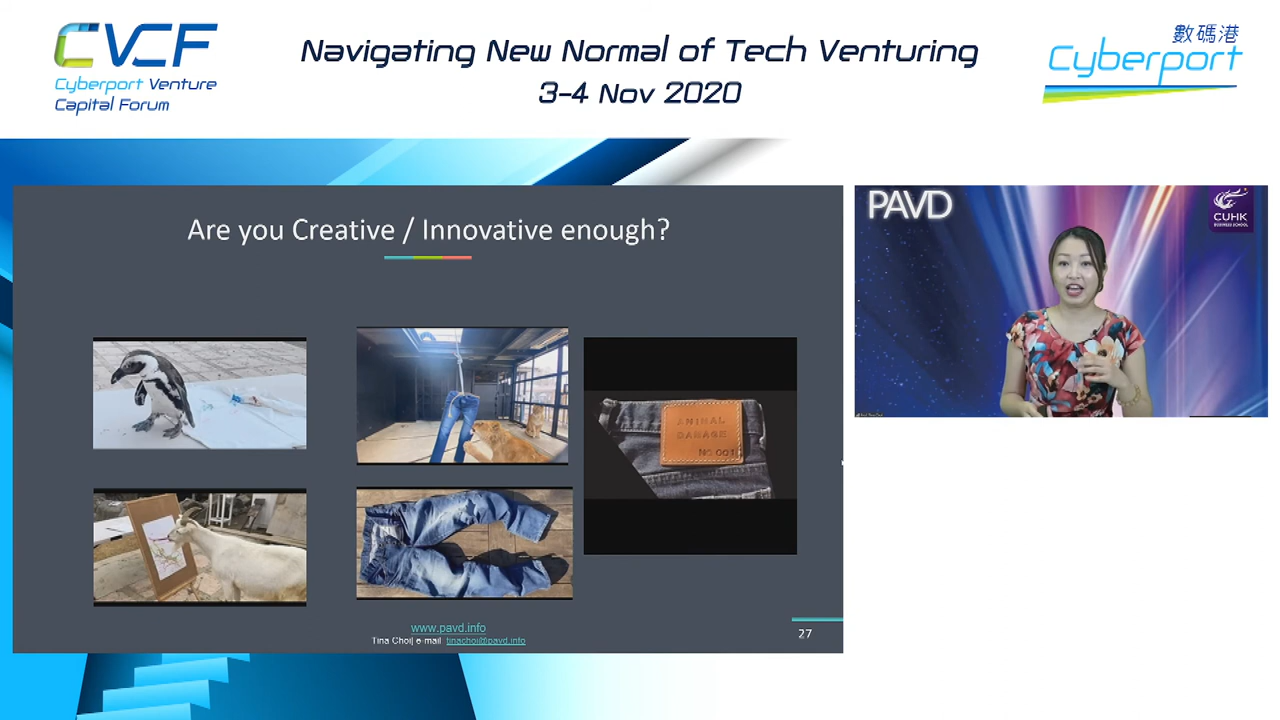 CVCF
Cyberport Venture
Capital Forum
Navigating New Normal of Tech Venturing
3-4 Nov 2020
數碼港
Cyberport
Are you Creative / Innovative enough?
ANIMAL
DAMAGE
NO 001
www.pavd.info
Tina Choi| e-mail tinachoi@pavd.info
27
PAVD
CUHK
BUSINESS SCHOOL